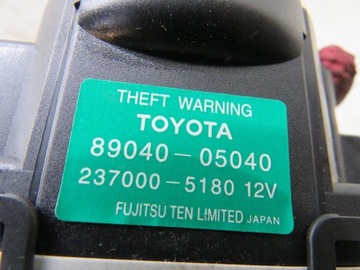 THEFT WARNING
TOYOTA
89040-05040
237000-5180 12V
FUJITSU TEN LIMITED JAPAN